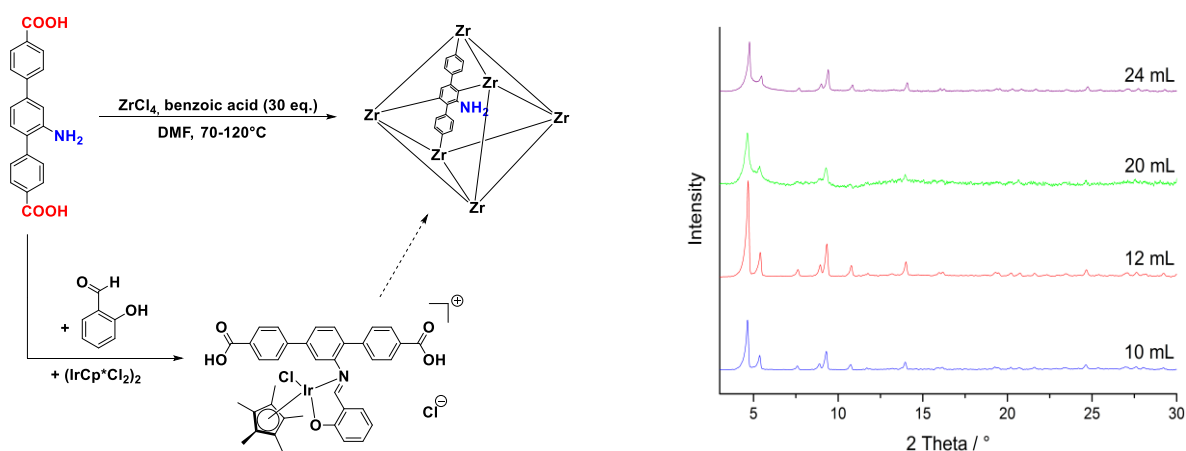 COOH
NH₂
COOH
ZrCl₄, benzoic acid (30 eq.)
DMF, 70-120°C
Zr
Zr
NH₂
Zr
Zr
Zr
Zr
O
H
OH
+
+ (IrCp*Cl₂)₂
O
HO
O
OH
+
N
Cl
Ir
O
Cl⊖
24 mL
20 mL
12 mL
10 mL
Intensity
5 10 15 20 25 30
2 Theta / °